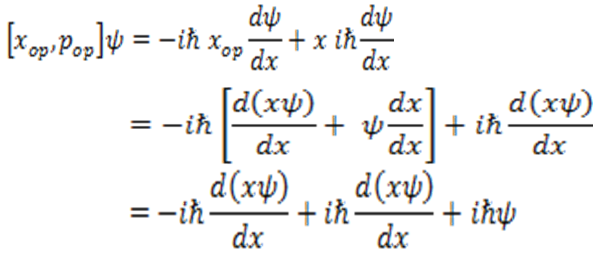 [x_op, p_op]ψ = −iħ x_op dψ/dx + x iħ dψ/dx
= −iħ [d(xψ)/dx + ψ dx/dx] + iħ d(xψ)/dx
= −iħ d(xψ)/dx + iħ d(xψ)/dx + iħψ